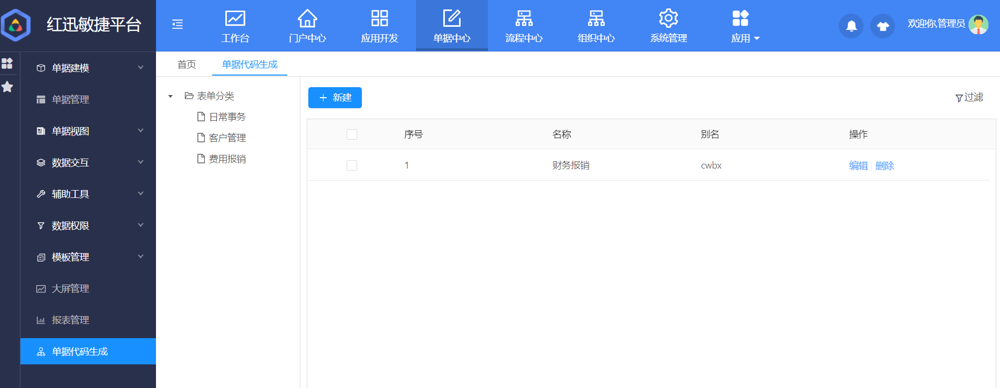 红迅敏捷平台
工作台
门户中心
应用开发
单据中心
流程中心
组织中心
系统管理
应用
欢迎你,管理员
单据建模
单据管理
单据视图
数据交互
辅助工具
数据权限
模板管理
大屏管理
报表管理
单据代码生成
首页 单据代码生成
表单分类
日常事务
客户管理
费用报销
新建
过滤
序号 名称 别名 操作
1 财务报销 cwbx 编辑 删除